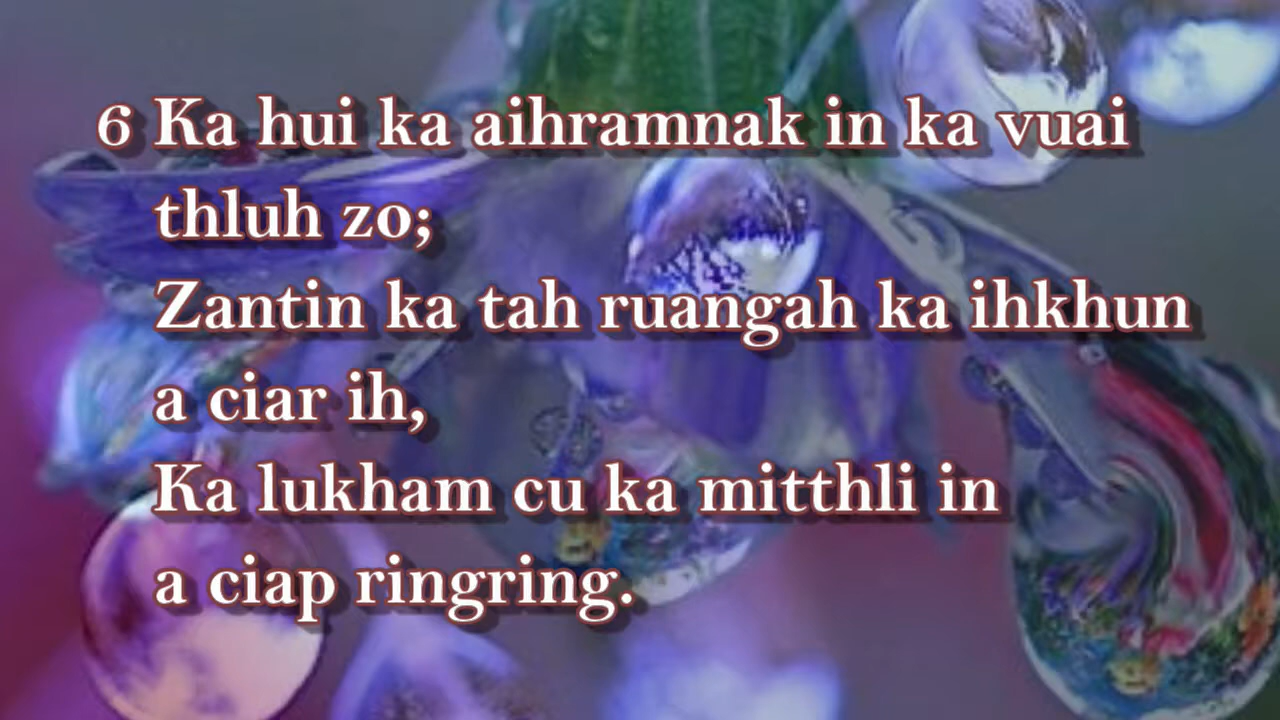 6 Ka hui ka aihramnak in ka vuai
thluh zo;
Zantin ka tah ruangah ka ihkhun
a ciar ih,
Ka lukham cu ka mitthli in
a ciap ringring.